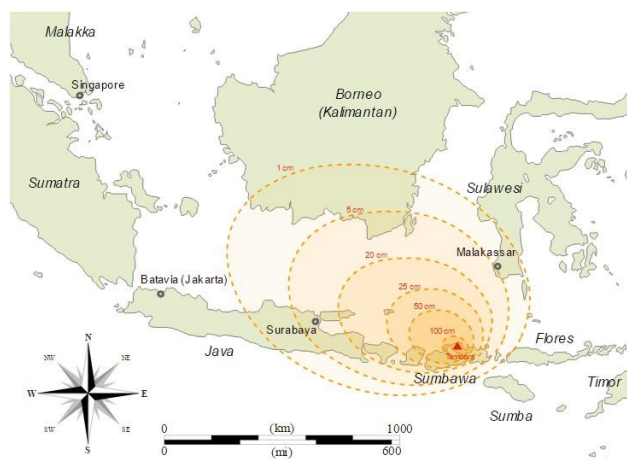 Malakka
Singapore
Borneo
(Kalimantan)
1 cm
Sumatra
Sulawesi
5 cm
Malakassar
20 cm
Batavia (Jakarta)
25 cm
50 cm
Surabaya
100 cm
Flores
Java
Tambora
Sumbawa
Timor
Sumba
N
NW
NE
W
E
SW
SE
S
0
(km)
1000
0
(mi)
600